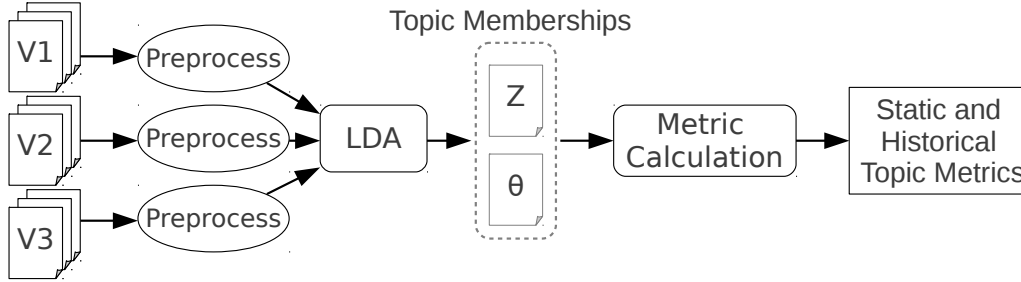 Topic Memberships
V1
Preprocess
V2
Preprocess
V3
Preprocess
LDA
Z
θ
Metric
Calculation
Static and
Historical
Topic Metrics